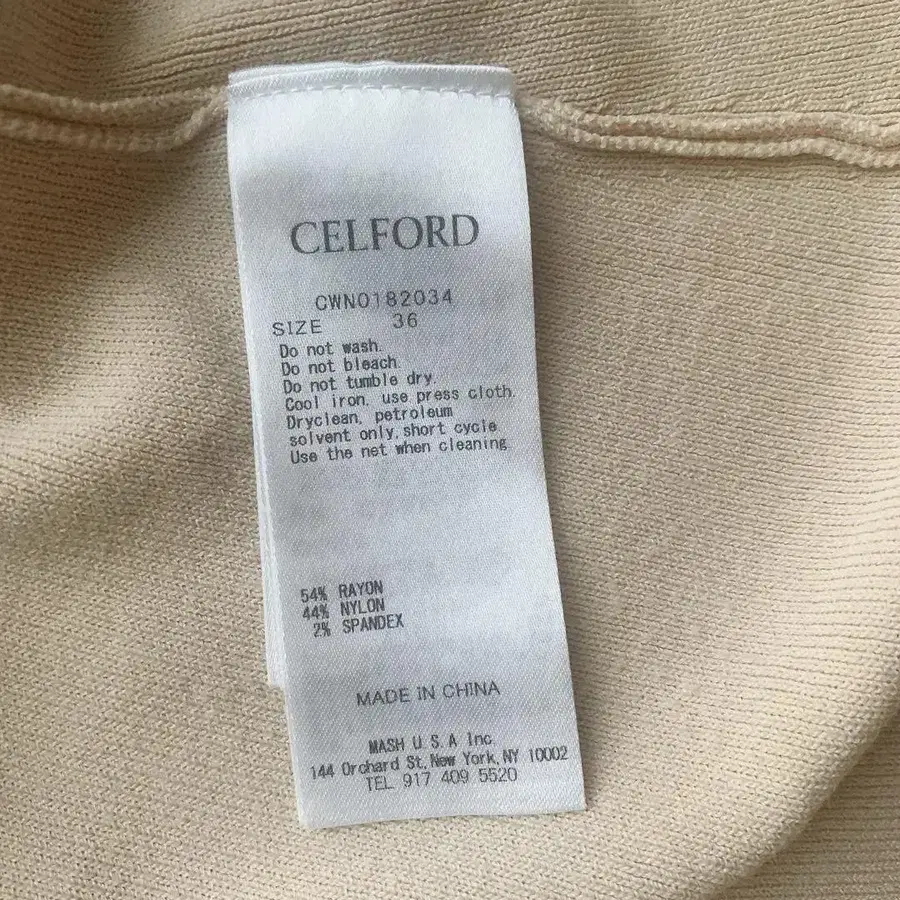 CELFORD
CWNO182034
SIZE 36
Do not wash.
Do not bleach.
Do not tumble dry.
Cool iron, use press cloth.
Dryclean, petroleum
solvent only, short cycle
Use the net when cleaning.
54% RAYON
44% NYLON
2% SPANDEX
MADE IN CHINA
MASH U.S.A Inc.
144 Orchard St, New York, NY 10002
TEL 917 409 5520